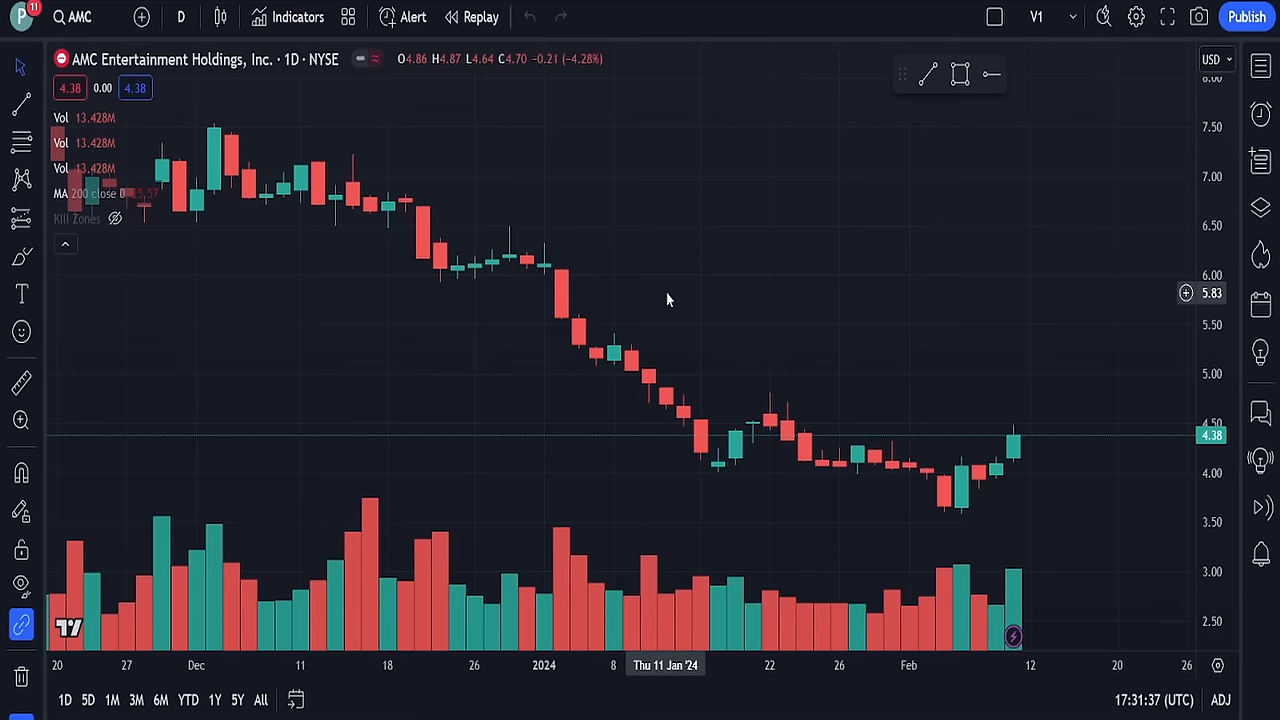 P 11 AMC D Indicators Alert Replay V1 Publish
AMC Entertainment Holdings, Inc. · 1D · NYSE O4.86 H4.87 L4.64 C4.70 -0.21 (-4.28%) USD
4.38 0.00 4.38
8.00
Vol 13.428M
7.50
Vol 13.428M
Vol 13.428M
7.00
MA 200 close 0 25.57
Kill Zones
6.50
6.00
5.83
5.50
5.00
4.50
4.38
4.00
3.50
3.00
2.50
20 27 Dec 11 18 26 2024 8 Thu 11 Jan '24 22 26 Feb 12 20 26
1D 5D 1M 3M 6M YTD 1Y 5Y All 17:31:37 (UTC) ADJ